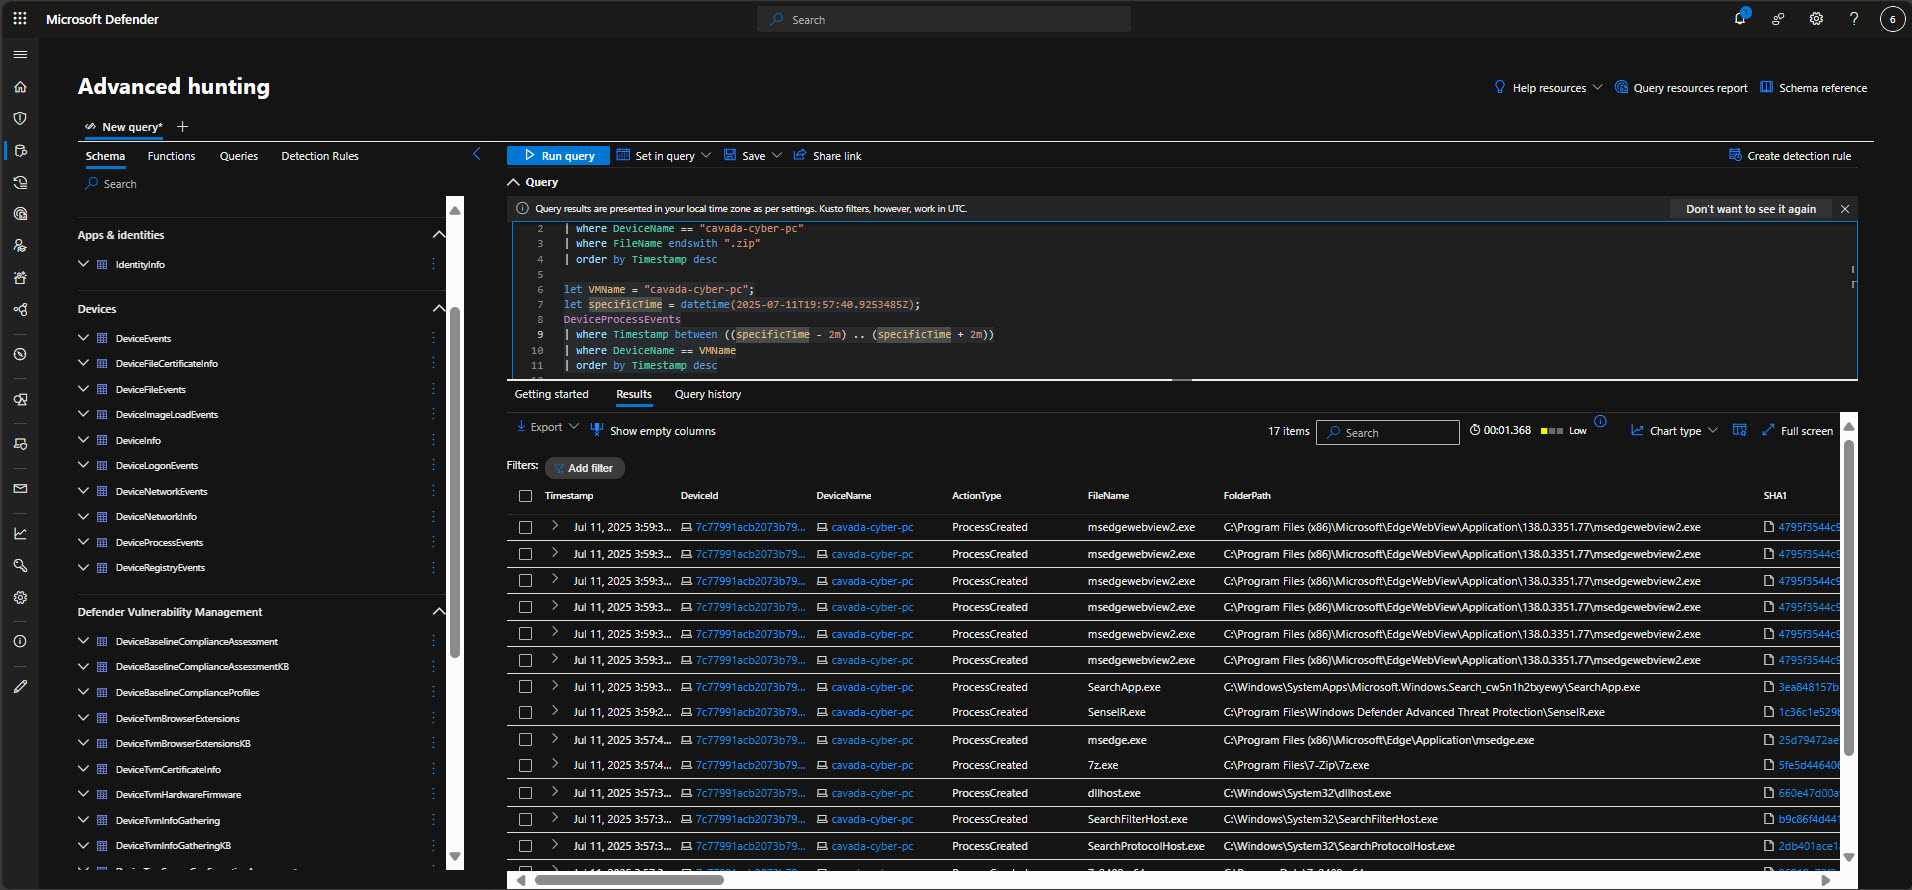 Microsoft Defender
Search
1
6
Advanced hunting
Help resources
Query resources report
Schema reference
New query*
Schema
Functions
Queries
Detection Rules
Search
Apps & identities
IdentityInfo
Devices
DeviceEvents
DeviceFileCertificateInfo
DeviceFileEvents
DeviceImageLoadEvents
DeviceInfo
DeviceLogonEvents
DeviceNetworkEvents
DeviceNetworkInfo
DeviceProcessEvents
DeviceRegistryEvents
Defender Vulnerability Management
DeviceBaselineComplianceAssessment
DeviceBaselineComplianceAssessmentKB
DeviceBaselineComplianceProfiles
DeviceTvmBrowserExtensions
DeviceTvmBrowserExtensionsKB
DeviceTvmCertificateInfo
DeviceTvmHardwareFirmware
DeviceTvmInfoGathering
DeviceTvmInfoGatheringKB
Run query
Set in query
Save
Share link
Create detection rule
Query
Query results are presented in your local time zone as per settings. Kusto filters, however, work in UTC.
Don't want to see it again
2 | where DeviceName == "cavada-cyber-pc"
3 | where FileName endswith ".zip"
4 | order by Timestamp desc
5
6 let VMName = "cavada-cyber-pc";
7 let specificTime = datetime(2025-07-11T19:57:40.9253485Z);
8 DeviceProcessEvents
9 | where Timestamp between ((specificTime - 2m) .. (specificTime + 2m))
10 | where DeviceName == VMName
11 | order by Timestamp desc
Getting started
Results
Query history
Export
Show empty columns
17 items
Search
00:01.368
Low
Chart type
Full screen
Filters:
Add filter
Timestamp DeviceId DeviceName ActionType FileName FolderPath SHA1
Jul 11, 2025 3:59:3... 7c77991acb2073b79... cavada-cyber-pc ProcessCreated msedgewebview2.exe C:\Program Files (x86)\Microsoft\EdgeWebView\Application\138.0.3351.77\msedgewebview2.exe 4795f3544c9
Jul 11, 2025 3:59:3... 7c77991acb2073b79... cavada-cyber-pc ProcessCreated msedgewebview2.exe C:\Program Files (x86)\Microsoft\EdgeWebView\Application\138.0.3351.77\msedgewebview2.exe 4795f3544c9
Jul 11, 2025 3:59:3... 7c77991acb2073b79... cavada-cyber-pc ProcessCreated msedgewebview2.exe C:\Program Files (x86)\Microsoft\EdgeWebView\Application\138.0.3351.77\msedgewebview2.exe 4795f3544c9
Jul 11, 2025 3:59:3... 7c77991acb2073b79... cavada-cyber-pc ProcessCreated msedgewebview2.exe C:\Program Files (x86)\Microsoft\EdgeWebView\Application\138.0.3351.77\msedgewebview2.exe 4795f3544c9
Jul 11, 2025 3:59:3... 7c77991acb2073b79... cavada-cyber-pc ProcessCreated msedgewebview2.exe C:\Program Files (x86)\Microsoft\EdgeWebView\Application\138.0.3351.77\msedgewebview2.exe 4795f3544c9
Jul 11, 2025 3:59:3... 7c77991acb2073b79... cavada-cyber-pc ProcessCreated msedgewebview2.exe C:\Program Files (x86)\Microsoft\EdgeWebView\Application\138.0.3351.77\msedgewebview2.exe 4795f3544c9
Jul 11, 2025 3:59:3... 7c77991acb2073b79... cavada-cyber-pc ProcessCreated SearchApp.exe C:\Windows\SystemApps\Microsoft.Windows.Search_cw5n1h2txyewy\SearchApp.exe 3ea848157b
Jul 11, 2025 3:59:2... 7c77991acb2073b79... cavada-cyber-pc ProcessCreated SenseIR.exe C:\Program Files\Windows Defender Advanced Threat Protection\SenseIR.exe 1c36c1e529
Jul 11, 2025 3:57:4... 7c77991acb2073b79... cavada-cyber-pc ProcessCreated msedge.exe C:\Program Files (x86)\Microsoft\Edge\Application\msedge.exe 25d79472ae
Jul 11, 2025 3:57:4... 7c77991acb2073b79... cavada-cyber-pc ProcessCreated 7z.exe C:\Program Files\7-Zip\7z.exe 5fe5d446406
Jul 11, 2025 3:57:3... 7c77991acb2073b79... cavada-cyber-pc ProcessCreated dllhost.exe C:\Windows\System32\dllhost.exe 660e47d00a
Jul 11, 2025 3:57:3... 7c77991acb2073b79... cavada-cyber-pc ProcessCreated SearchFilterHost.exe C:\Windows\System32\SearchFilterHost.exe b9c86f4d441
Jul 11, 2025 3:57:3... 7c77991acb2073b79... cavada-cyber-pc ProcessCreated SearchProtocolHost.exe C:\Windows\System32\SearchProtocolHost.exe 2db401ace1